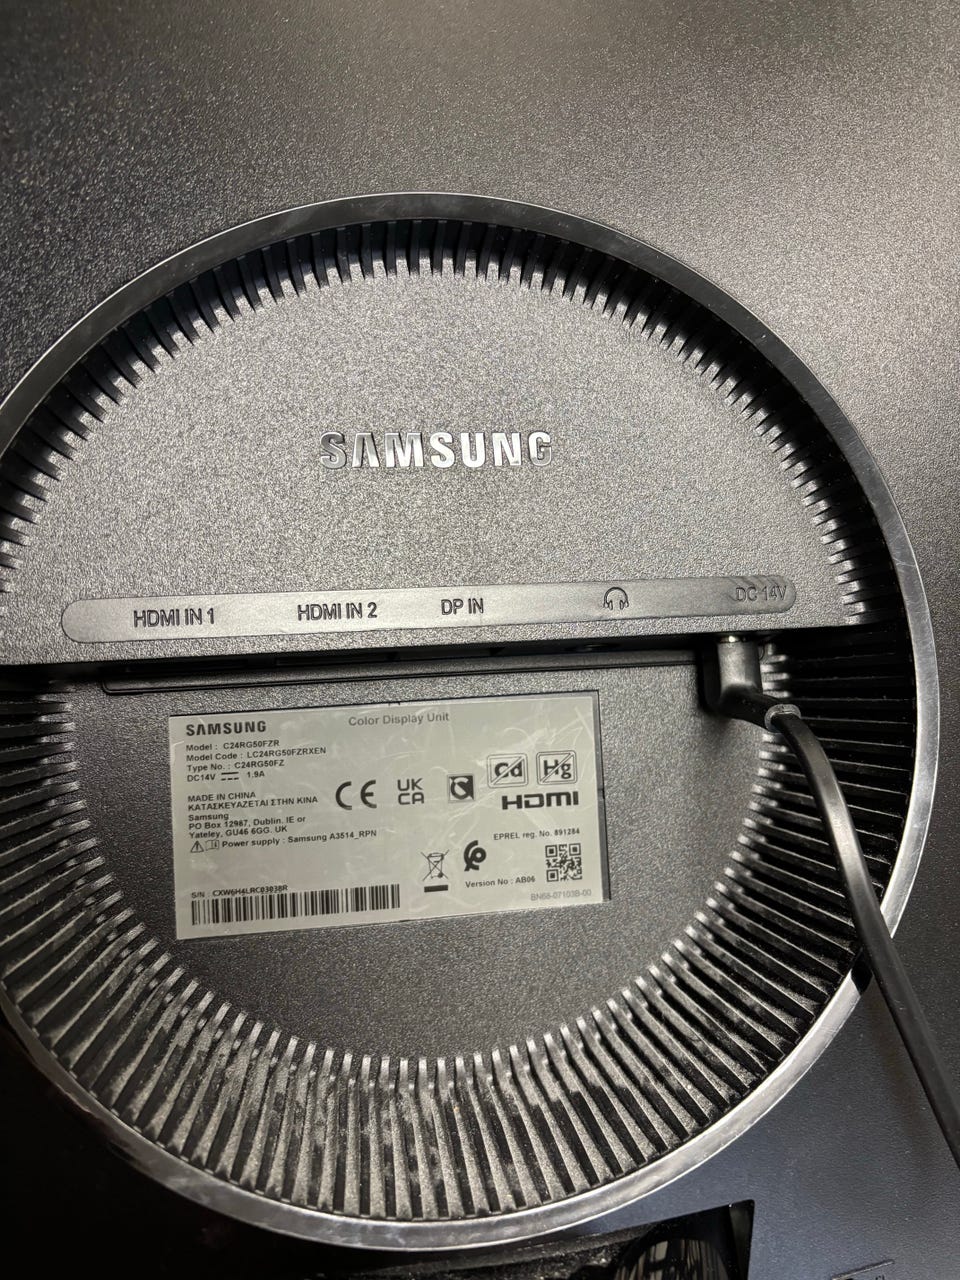 SAMSUNG
HDMI IN 1 HDMI IN 2 DP IN DC 14V
SAMSUNG
Color Display Unit
Model : C24RG50FZR
Model Code : LC24RG50FZRXEN
Type No. : C24RG50FZ
DC14V 1.9A
MADE IN CHINA
ΚΑΤΑΣΚΕΥΑΖΕΤΑΙ ΣΤΗΝ ΚΙΝΑ
Samsung
PO Box 12987, Dublin. IE or
Yateley, GU46 6GG. UK
Power supply : Samsung A3514_RPN
CE
UK
CA
Cd
Hg
HDMI
EPREL reg. No. 891284
Version No : AB06
S/N : CXW6H4LRC03038R
BN68-07103B-00